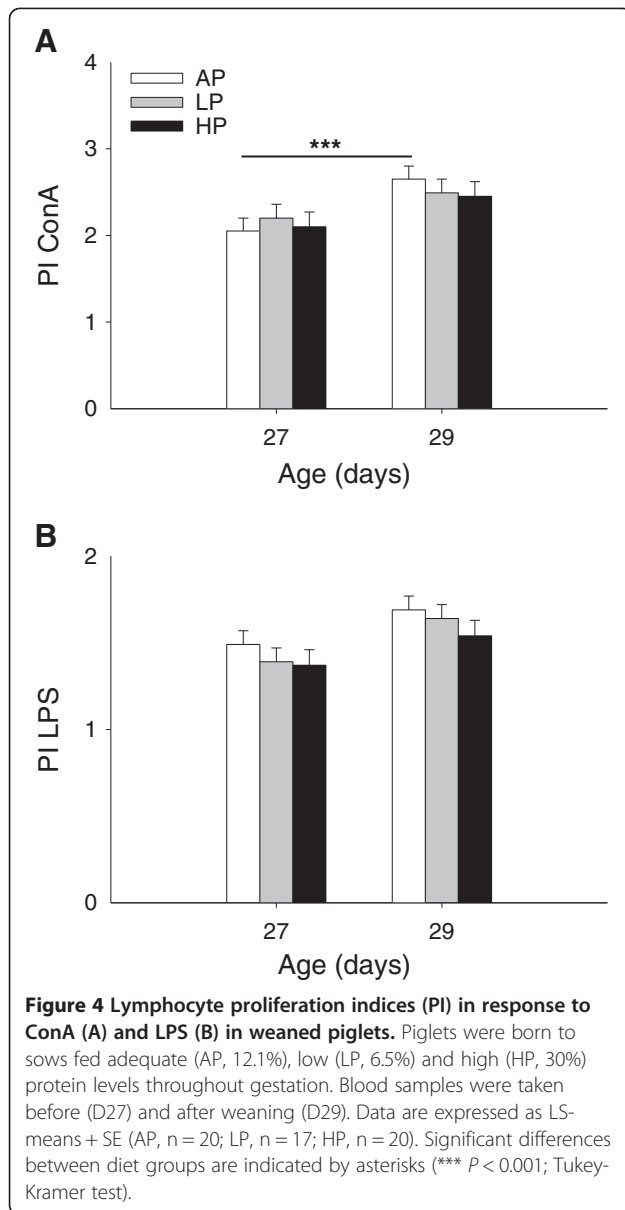 A
4
3
2
1
0
PI ConA
AP
LP
HP
***
27 29
Age (days)
B
2
1
0
PI LPS
27 29
Age (days)
Figure 4 Lymphocyte proliferation indices (PI) in response to
ConA (A) and LPS (B) in weaned piglets. Piglets were born to
sows fed adequate (AP, 12.1%), low (LP, 6.5%) and high (HP, 30%)
protein levels throughout gestation. Blood samples were taken
before (D27) and after weaning (D29). Data are expressed as LS-
means + SE (AP, n = 20; LP, n = 17; HP, n = 20). Significant differences
between diet groups are indicated by asterisks (*** P < 0.001; Tukey-
Kramer test).